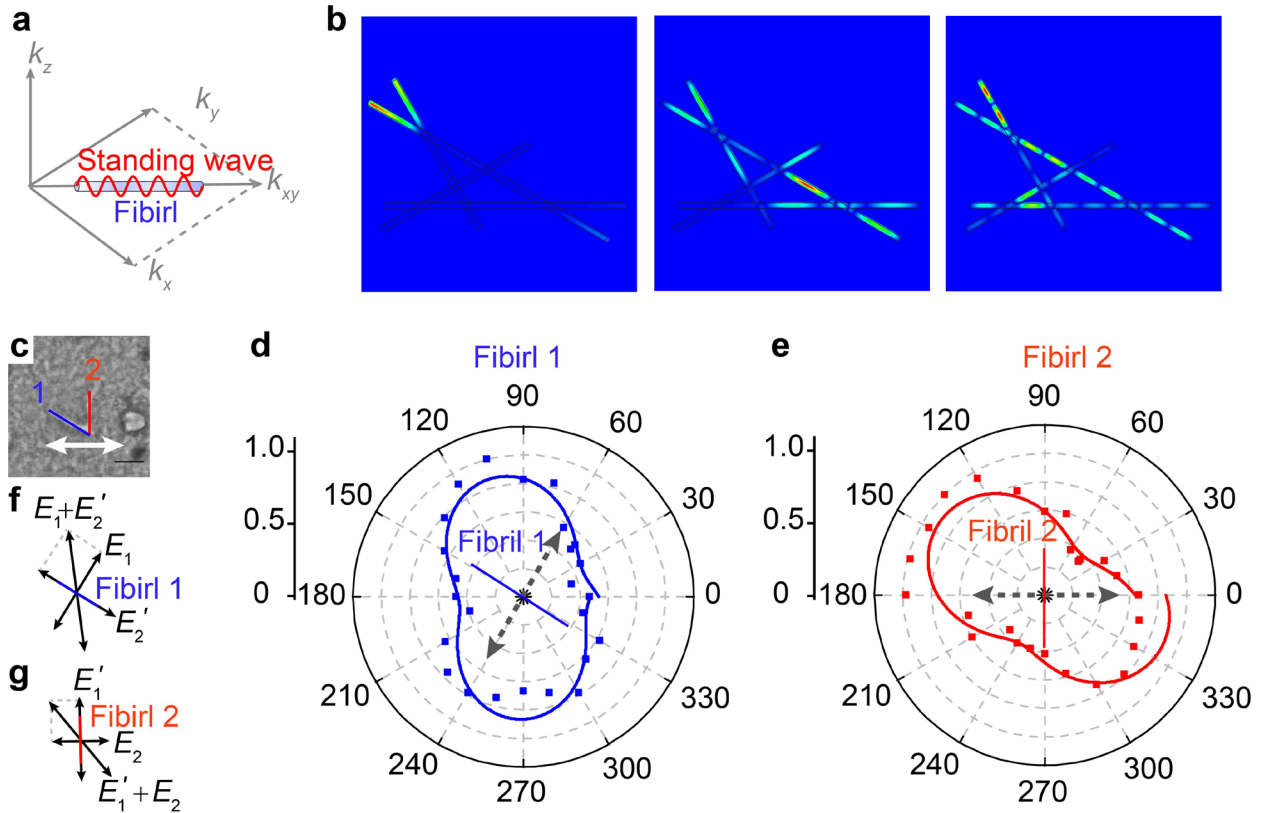 a
k_z
k_y
Standing wave
k_xy
Fibirl
k_x
b
c
2
1
d
Fibirl 1
90
120
60
1.0
150
30
0.5
Fibril 1
0
180
0
210
330
240
300
270
e
Fibirl 2
90
120
60
1.0
150
30
0.5
Fibril 2
0
180
0
210
330
240
300
270
f
E_1+E_2'
E_1
Fibirl 1
E_2'
g
E_1'
Fibirl 2
E_2
E_1'+E_2